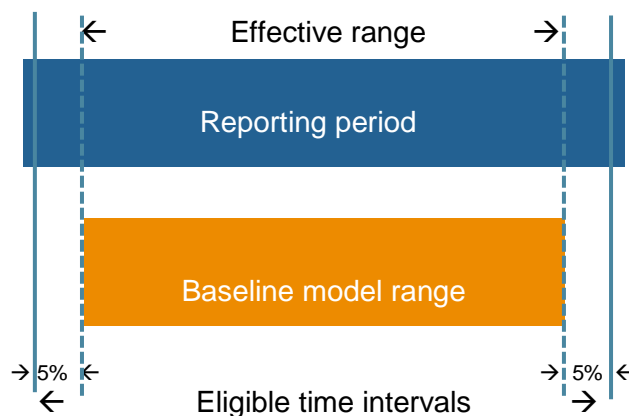 Effective range
Reporting period
Baseline model range
5% 5%
Eligible time intervals